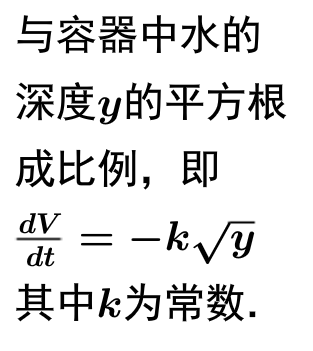 与容器中水的
深度y的平方根
成比例，即
dV/dt = −k√y
其中k为常数.